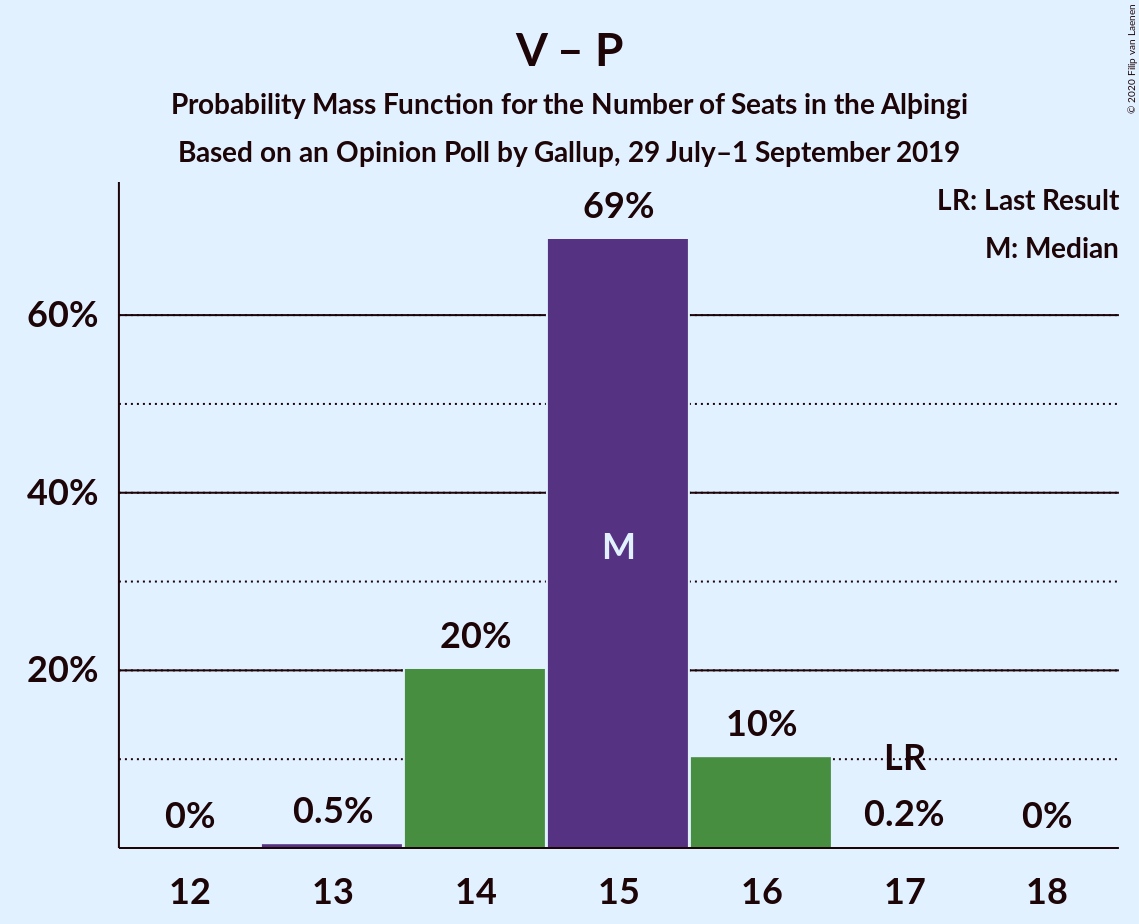 V – P
Probability Mass Function for the Number of Seats in the Alþingi
Based on an Opinion Poll by Gallup, 29 July–1 September 2019
© 2020 Filip van Laenen
LR: Last Result
M: Median
60%
40%
20%
0%
0.5%
20%
69%
M
10%
LR
0.2%
0%
12 13 14 15 16 17 18